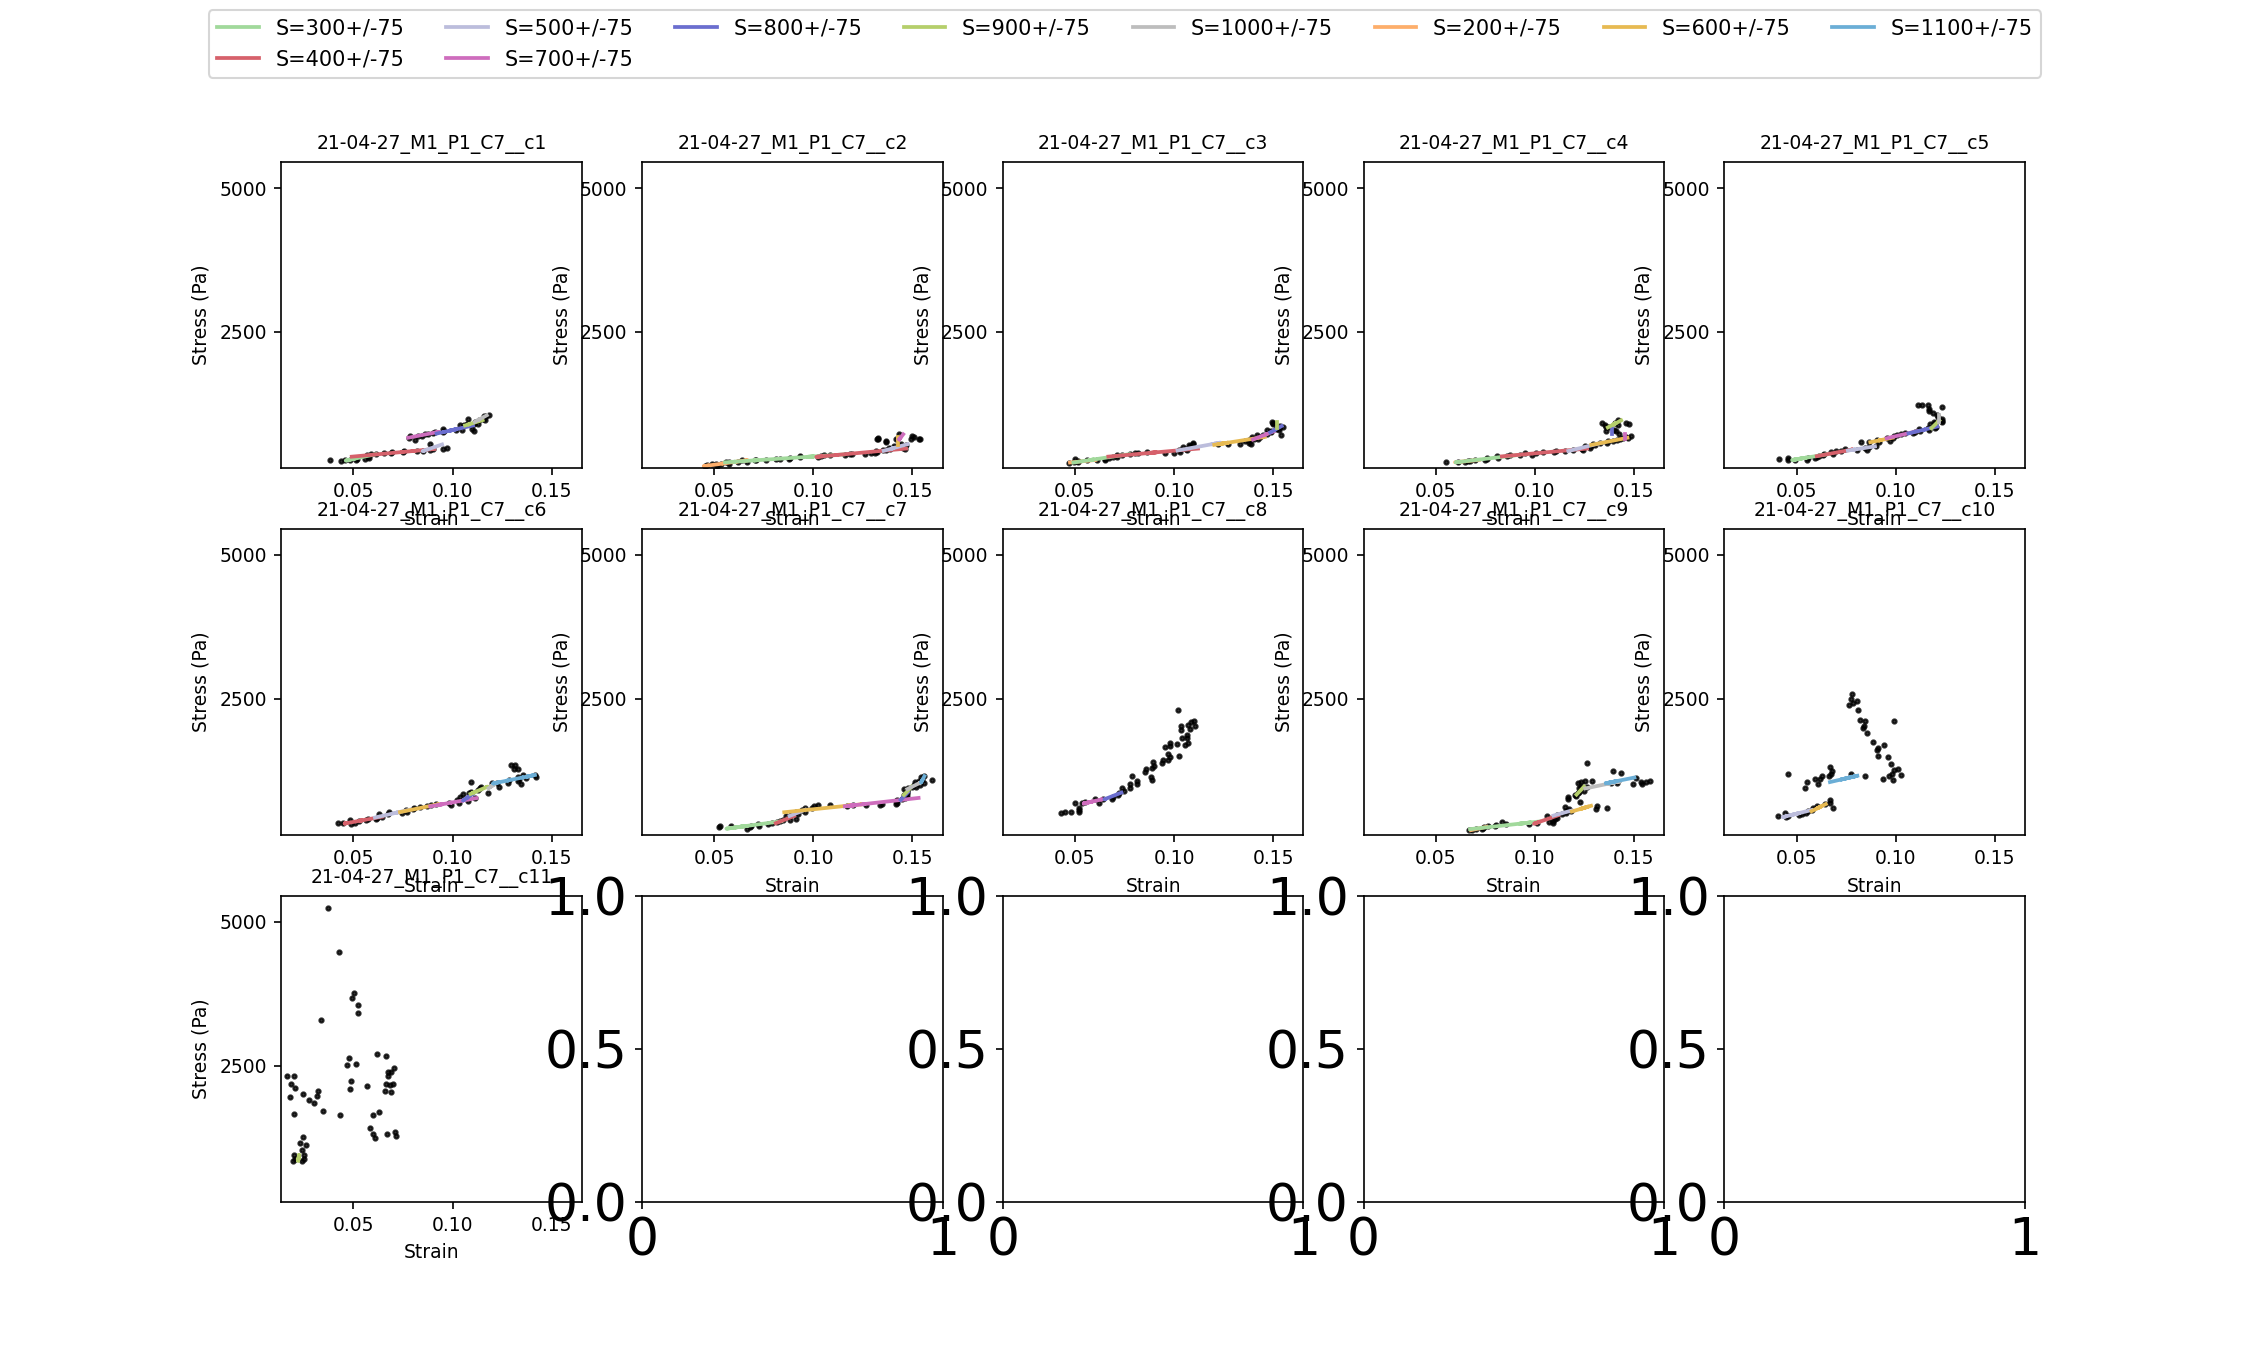 S=300+/-75 S=500+/-75 S=800+/-75 S=900+/-75 S=1000+/-75 S=200+/-75 S=600+/-75 S=1100+/-75
S=400+/-75 S=700+/-75
21-04-27_M1_P1_C7__c1 21-04-27_M1_P1_C7__c2 21-04-27_M1_P1_C7__c3 21-04-27_M1_P1_C7__c4 21-04-27_M1_P1_C7__c5
5000 5000 5000 5000 5000
Stress (Pa) Stress (Pa) Stress (Pa) Stress (Pa) Stress (Pa)
2500 2500 2500 2500 2500
0.05 0.10 0.15 0.05 0.10 0.15 0.05 0.10 0.15 0.05 0.10 0.15 0.05 0.10 0.15
Strain Strain Strain Strain Strain
21-04-27_M1_P1_C7__c6 21-04-27_M1_P1_C7__c7 21-04-27_M1_P1_C7__c8 21-04-27_M1_P1_C7__c9 21-04-27_M1_P1_C7__c10
5000 5000 5000 5000 5000
Stress (Pa) Stress (Pa) Stress (Pa) Stress (Pa) Stress (Pa)
2500 2500 2500 2500 2500
0.05 0.10 0.15 0.05 0.10 0.15 0.05 0.10 0.15 0.05 0.10 0.15 0.05 0.10 0.15
Strain Strain Strain Strain Strain
21-04-27_M1_P1_C7__c11
5000 1.0 1.0 1.0 1.0
Stress (Pa)
2500 0.5 0.5 0.5 0.5
0.0 0.0 0.0 0.0
0.05 0.10 0.15 0 1 0 1 0 1 0 1
Strain